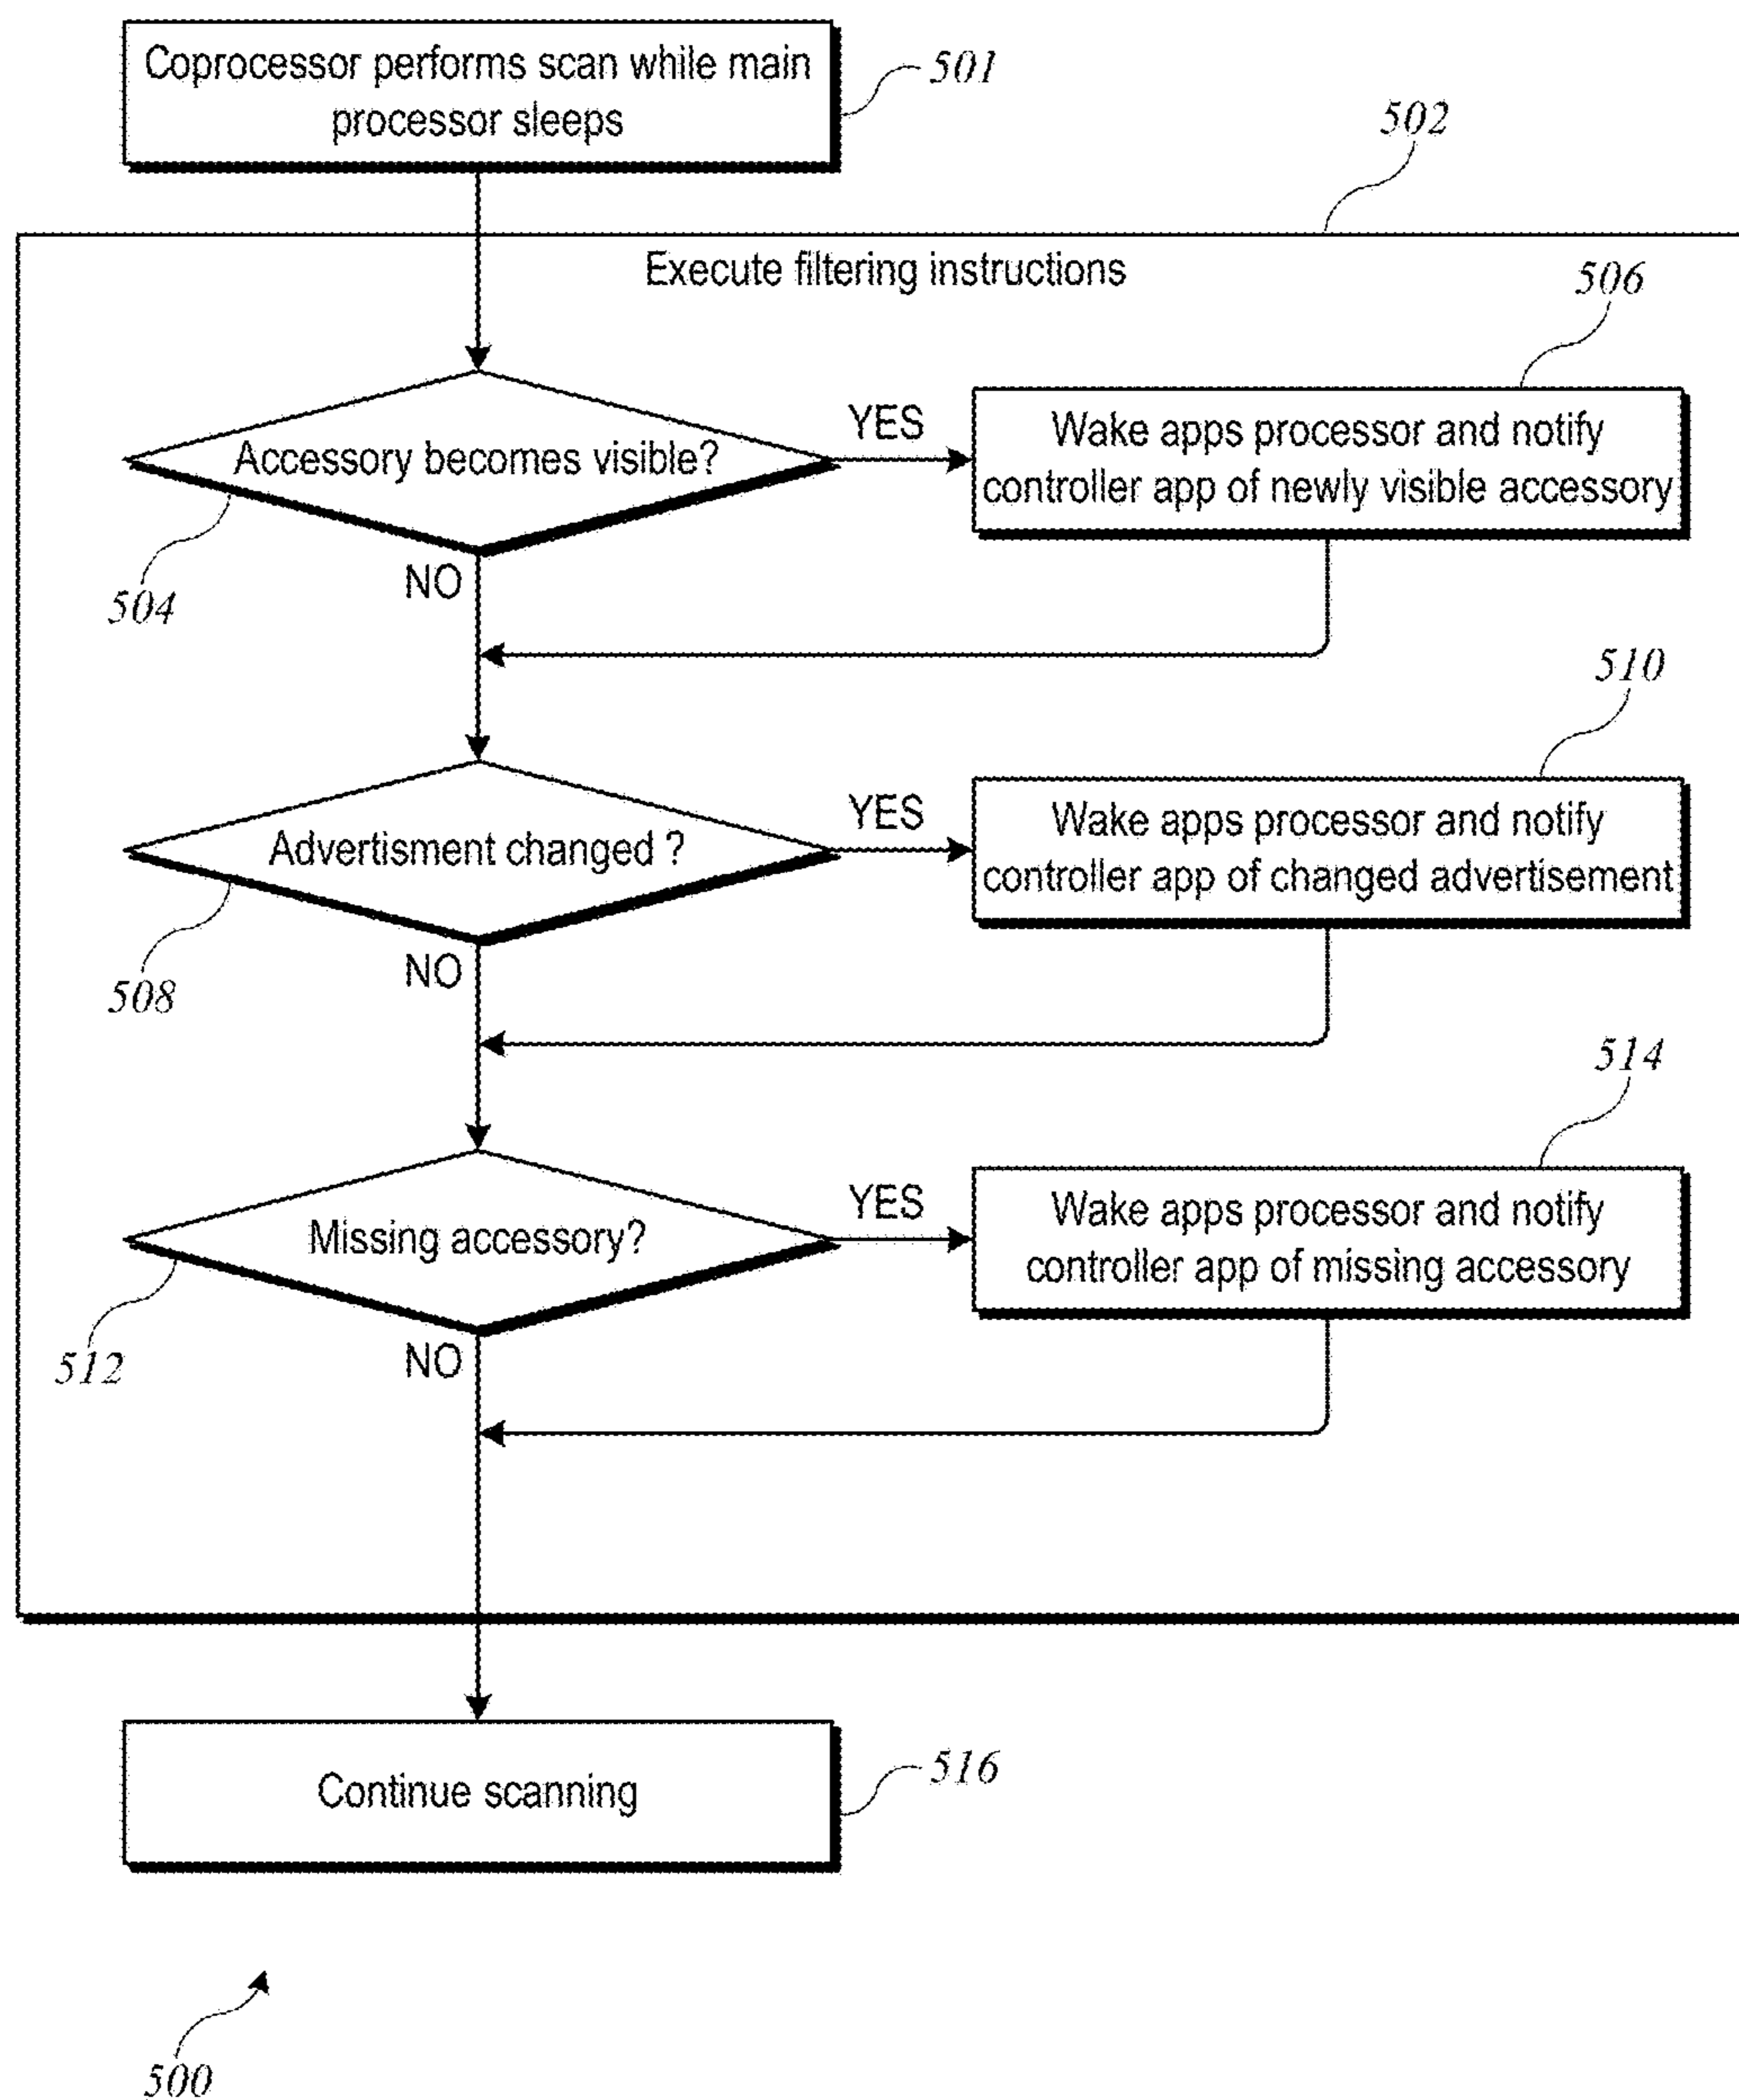 Coprocessor performs scan while main
processor sleeps
501
502
Execute filtering instructions
506
Accessory becomes visible?
YES
Wake apps processor and notify
controller app of newly visible accessory
504
NO
510
Advertisment changed ?
YES
Wake apps processor and notify
controller app of changed advertisement
508
NO
514
Missing accessory?
YES
Wake apps processor and notify
controller app of missing accessory
512
NO
Continue scanning
516
500